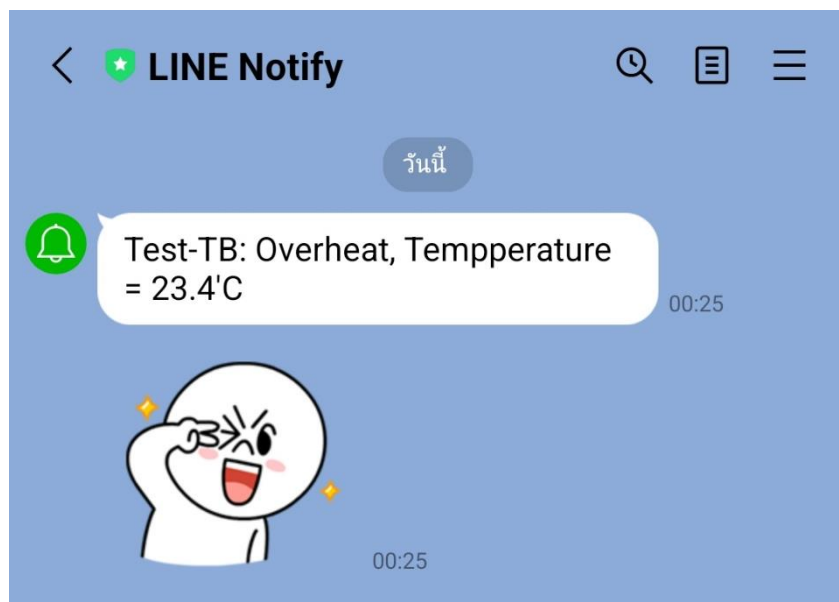 LINE Notify
วันนี้
Test-TB: Overheat, Tempperature
= 23.4'C
00:25
00:25